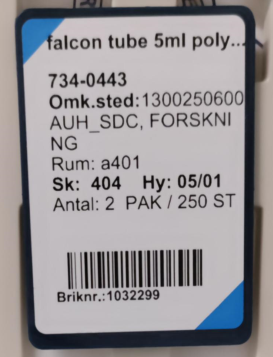 falcon tube 5ml poly...
734-0443
Omk.sted:1300250600
AUH_SDC, FORSKNI
NG
Rum: a401
Sk: 404 Hy: 05/01
Antal: 2 PAK / 250 ST
Briknr.:1032299